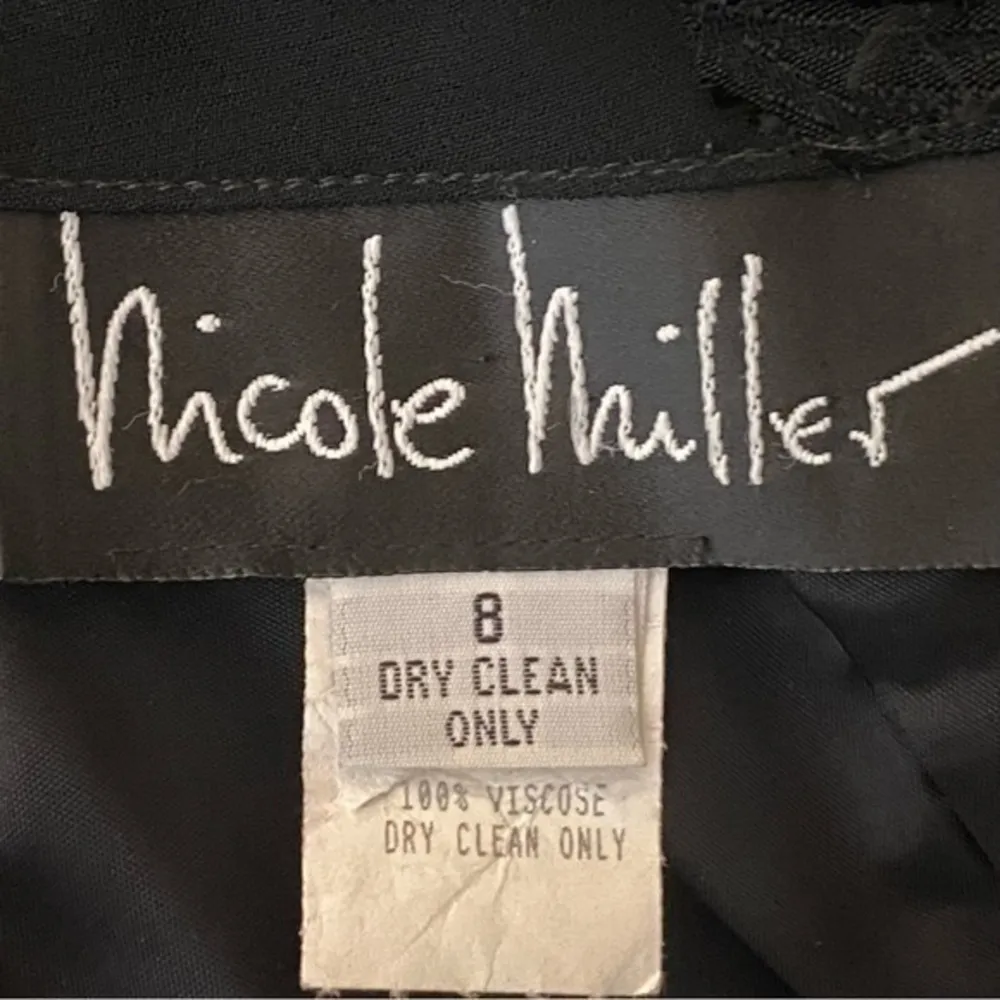 Nicole Miller
8
DRY CLEAN
ONLY
100% VISCOSE
DRY CLEAN ONLY